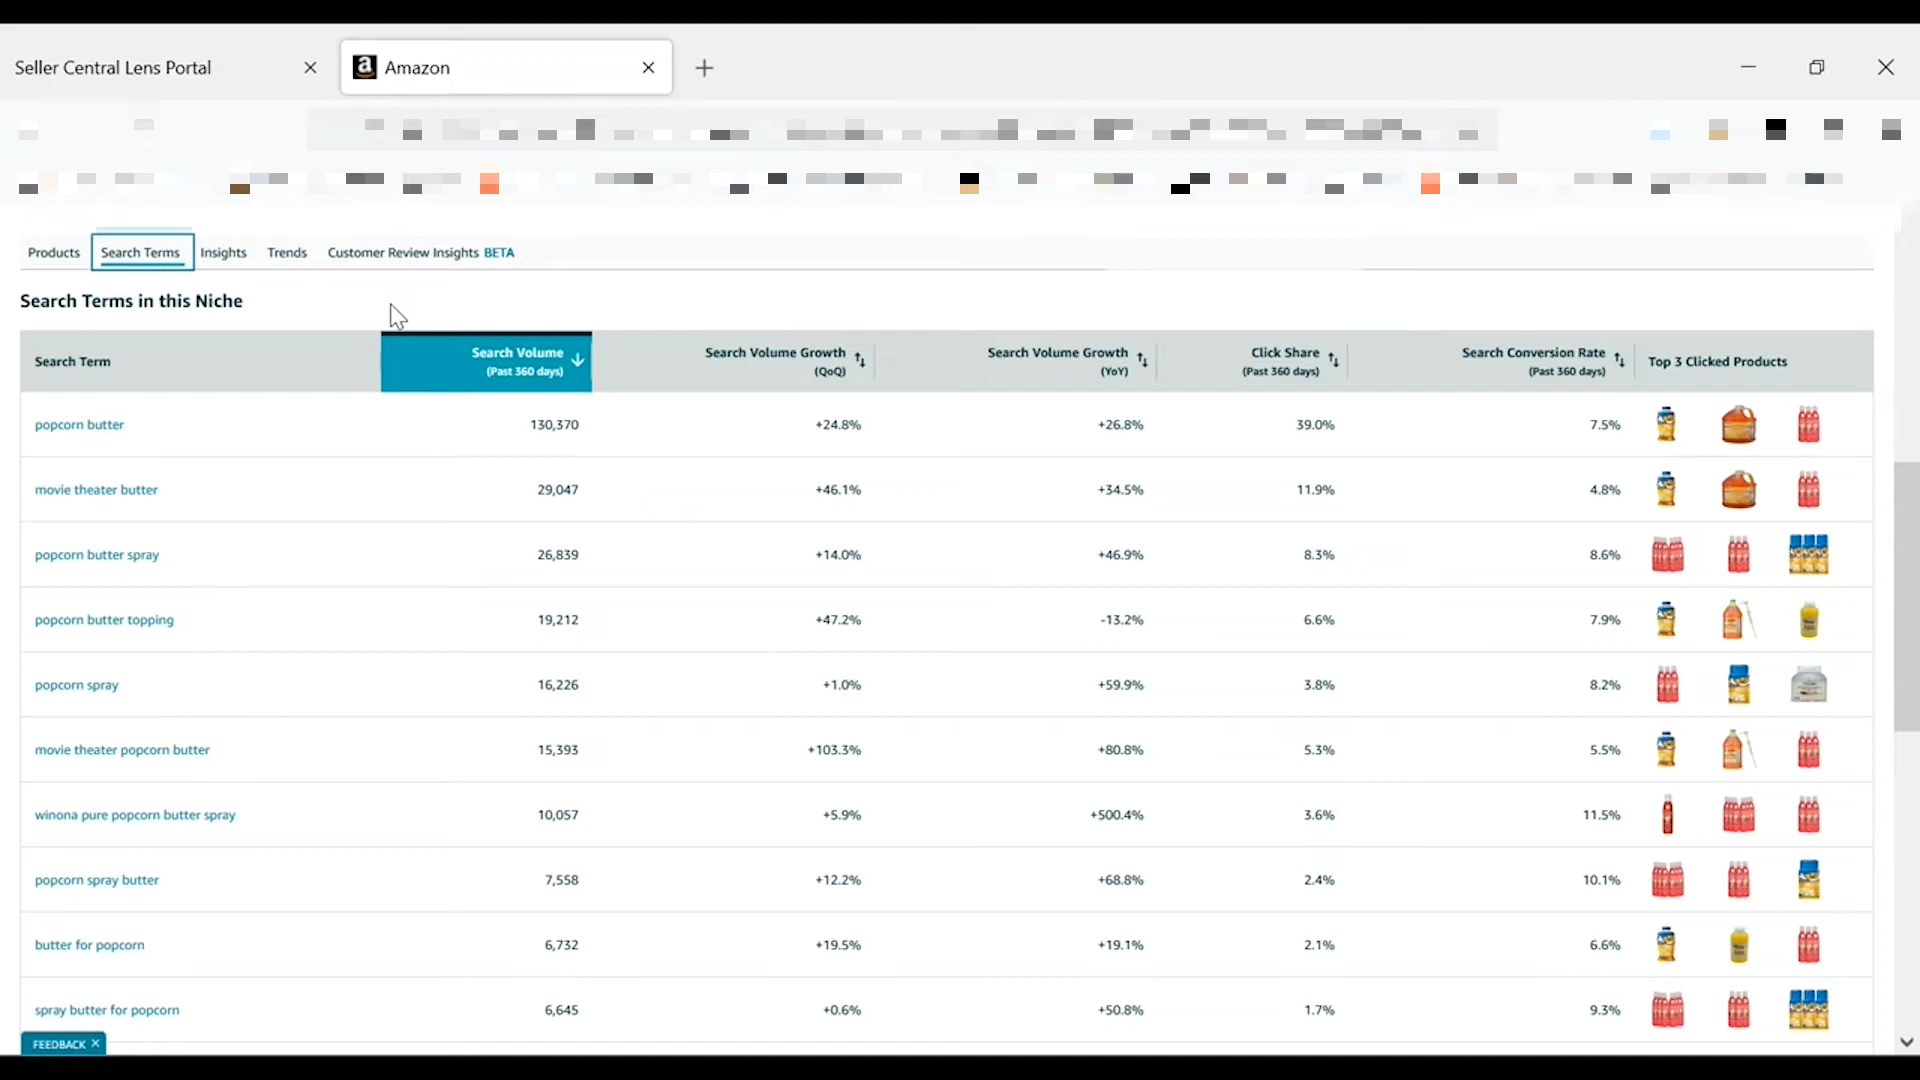 Seller Central Lens Portal
Amazon
Products Search Terms Insights Trends Customer Review Insights BETA
Search Terms in this Niche
Search Term Search Volume (Past 360 days) Search Volume Growth (QoQ) Search Volume Growth (YoY) Click Share (Past 360 days) Search Conversion Rate (Past 360 days) Top 3 Clicked Products
popcorn butter 130,370 +24.8% +26.8% 39.0% 7.5%
movie theater butter 29,047 +46.1% +34.5% 11.9% 4.8%
popcorn butter spray 26,839 +14.0% +46.9% 8.3% 8.6%
popcorn butter topping 19,212 +47.2% -13.2% 6.6% 7.9%
popcorn spray 16,226 +1.0% +59.9% 3.8% 8.2%
movie theater popcorn butter 15,393 +103.3% +80.8% 5.3% 5.5%
winona pure popcorn butter spray 10,057 +5.9% +500.4% 3.6% 11.5%
popcorn spray butter 7,558 +12.2% +68.8% 2.4% 10.1%
butter for popcorn 6,732 +19.5% +19.1% 2.1% 6.6%
spray butter for popcorn 6,645 +0.6% +50.8% 1.7% 9.3%
FEEDBACK